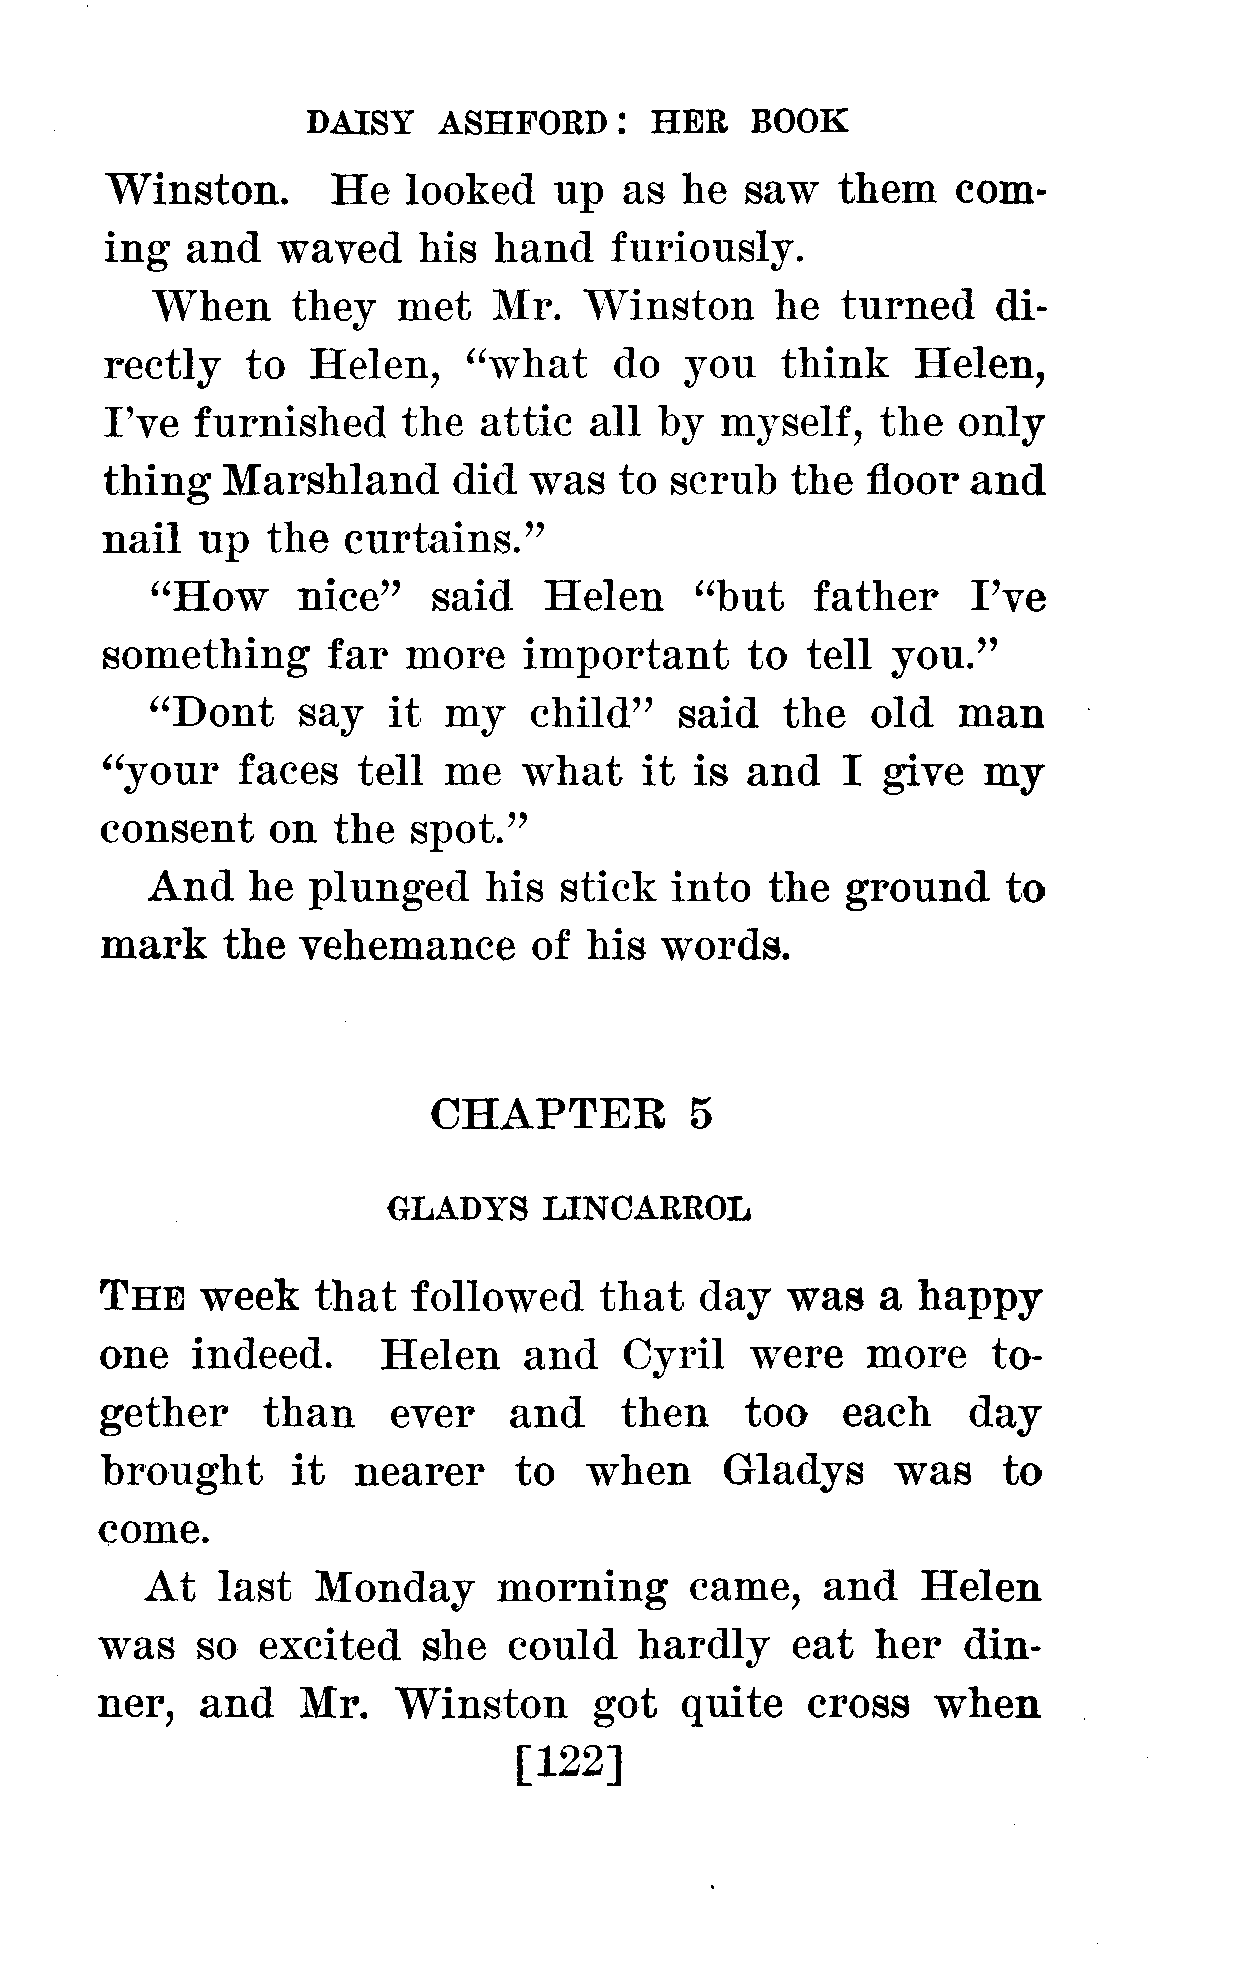 DAISY ASHFORD: HER BOOK
Winston. He looked up as he saw them com-
ing and waved his hand furiously.
When they met Mr. Winston he turned di-
rectly to Helen, “what do you think Helen,
I’ve furnished the attic all by myself, the only
thing Marshland did was to scrub the floor and
nail up the curtains.”
“How nice” said Helen “but father I’ve
something far more important to tell you.”
“Dont say it my child” said the old man
“your faces tell me what it is and I give my
consent on the spot.”
And he plunged his stick into the ground to
mark the vehemance of his words.
CHAPTER 5
GLADYS LINCARROL
THE week that followed that day was a happy
one indeed. Helen and Cyril were more to-
gether than ever and then too each day
brought it nearer to when Gladys was to
come.
At last Monday morning came, and Helen
was so excited she could hardly eat her din-
ner, and Mr. Winston got quite cross when
[122]